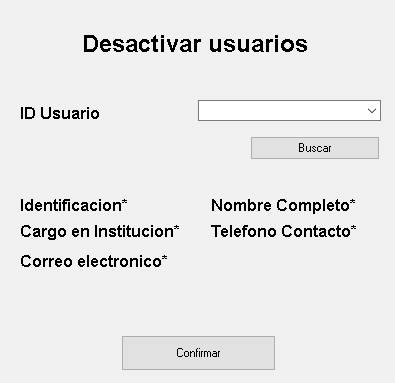 Desactivar usuarios
ID Usuario
Buscar
Identificacion* Nombre Completo*
Cargo en Institucion* Telefono Contacto*
Correo electronico*
Confirmar